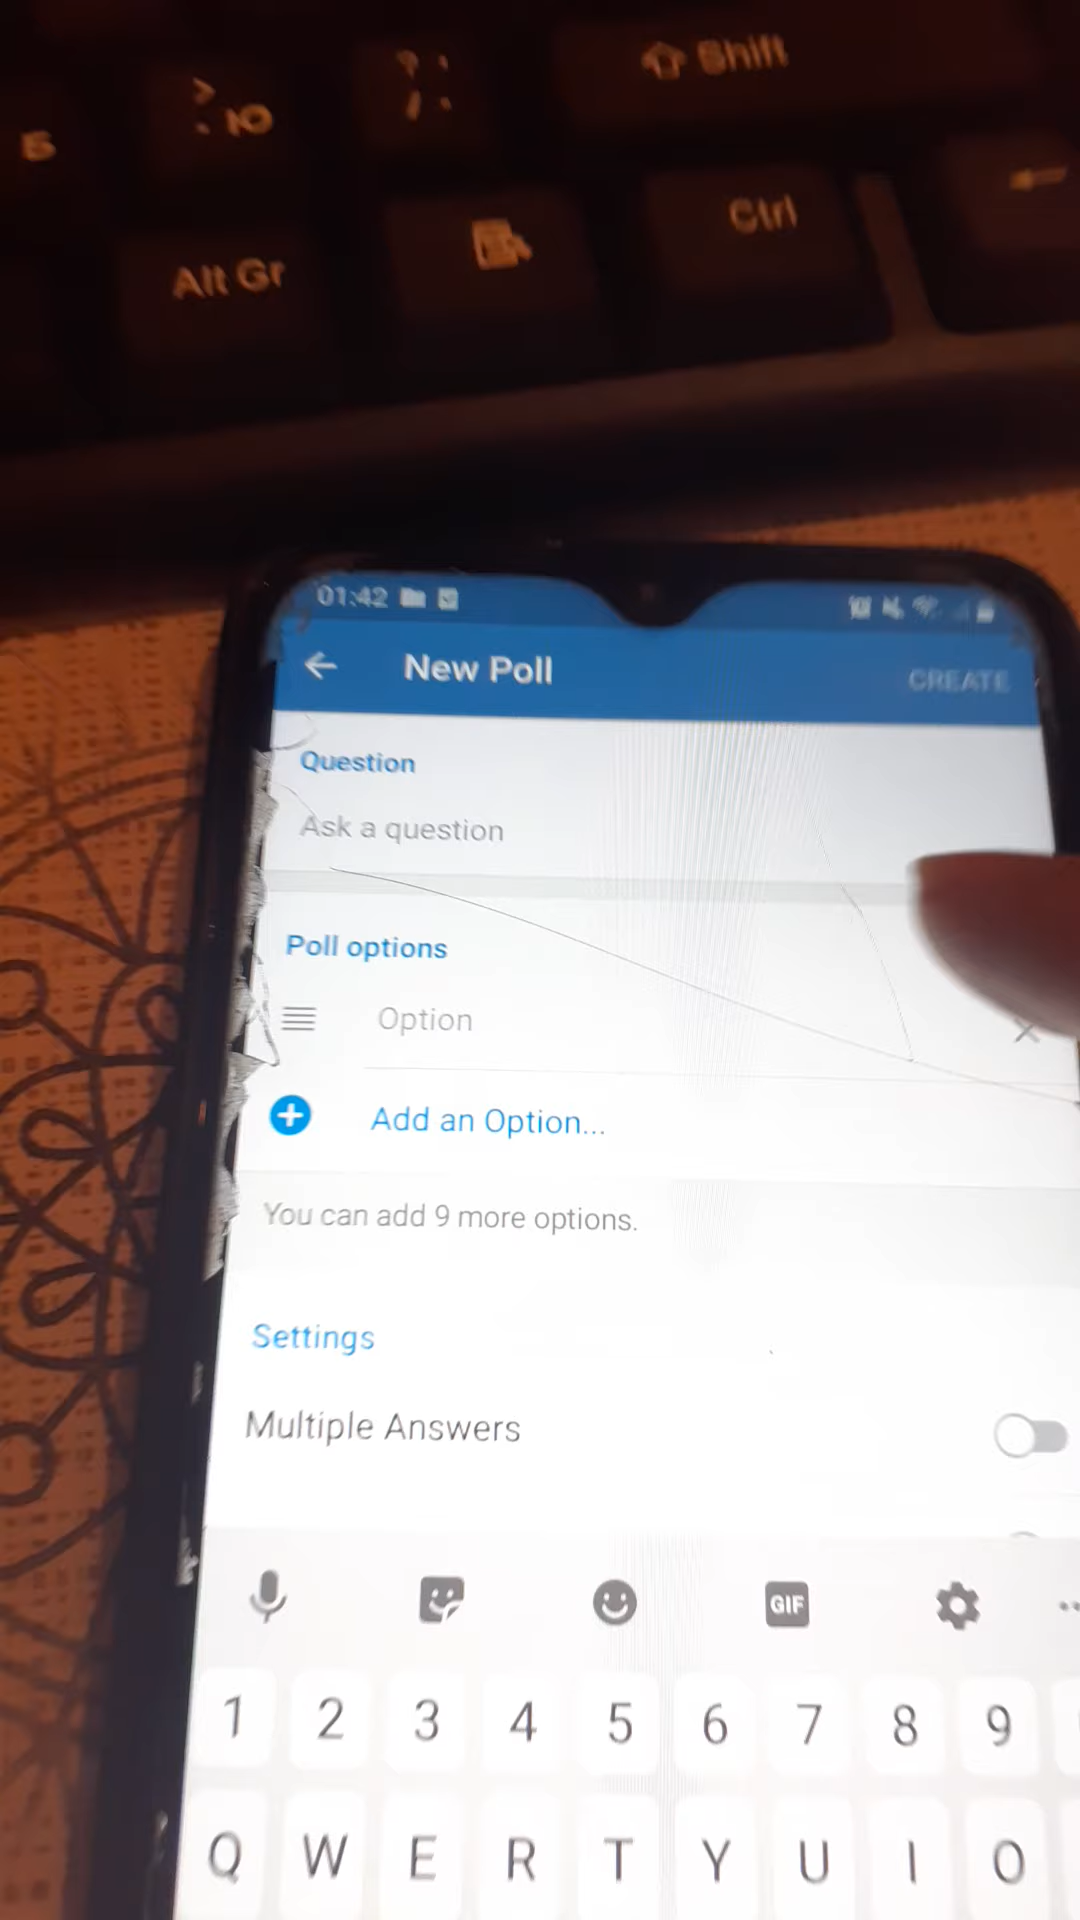 Shift
Б
>
. Ю
Ctrl
Alt Gr
01:42
New Poll
CREATE
Question
Ask a question
Poll options
Option
Add an Option...
You can add 9 more options.
Settings
Multiple Answers
GIF
1 2 3 4 5 6 7 8 9
Q W E R T Y U I O